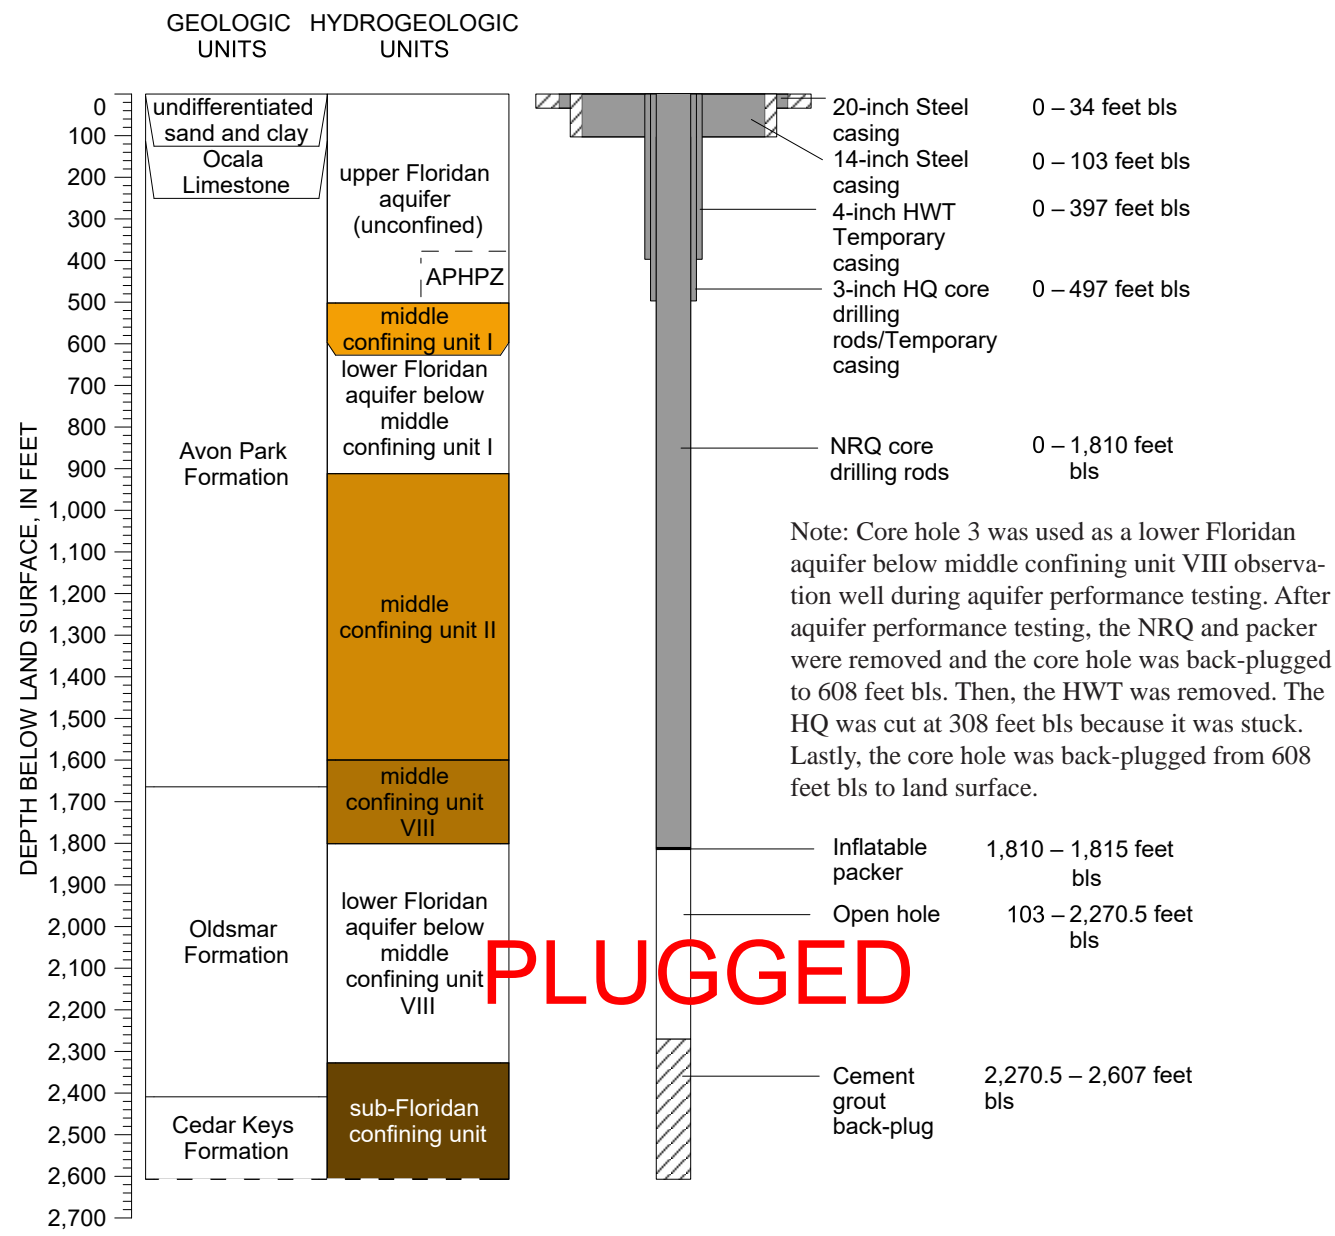 GEOLOGIC
UNITS
HYDROGEOLOGIC
UNITS
DEPTH BELOW LAND SURFACE, IN FEET
0
100
200
300
400
500
600
700
800
900
1,000
1,100
1,200
1,300
1,400
1,500
1,600
1,700
1,800
1,900
2,000
2,100
2,200
2,300
2,400
2,500
2,600
2,700
undifferentiated
sand and clay
Ocala
Limestone
Avon Park
Formation
Oldsmar
Formation
Cedar Keys
Formation
upper Floridan
aquifer
(unconfined)
APHPZ
middle
confining unit I
lower Floridan
aquifer below
middle
confining unit I
middle
confining unit II
middle
confining unit
VIII
lower Floridan
aquifer below
middle
confining unit
VIII
sub-Floridan
confining unit
PLUGGED
20-inch Steel
casing
0 – 34 feet bls
14-inch Steel
casing
0 – 103 feet bls
4-inch HWT
Temporary
casing
0 – 397 feet bls
3-inch HQ core
drilling
rods/Temporary
casing
0 – 497 feet bls
NRQ core
drilling rods
0 – 1,810 feet
bls
Note: Core hole 3 was used as a lower Floridan
aquifer below middle confining unit VIII observa-
tion well during aquifer performance testing. After
aquifer performance testing, the NRQ and packer
were removed and the core hole was back-plugged
to 608 feet bls. Then, the HWT was removed. The
HQ was cut at 308 feet bls because it was stuck.
Lastly, the core hole was back-plugged from 608
feet bls to land surface.
Inflatable
packer
1,810 – 1,815 feet
bls
Open hole
103 – 2,270.5 feet
bls
Cement
grout
back-plug
2,270.5 – 2,607 feet
bls